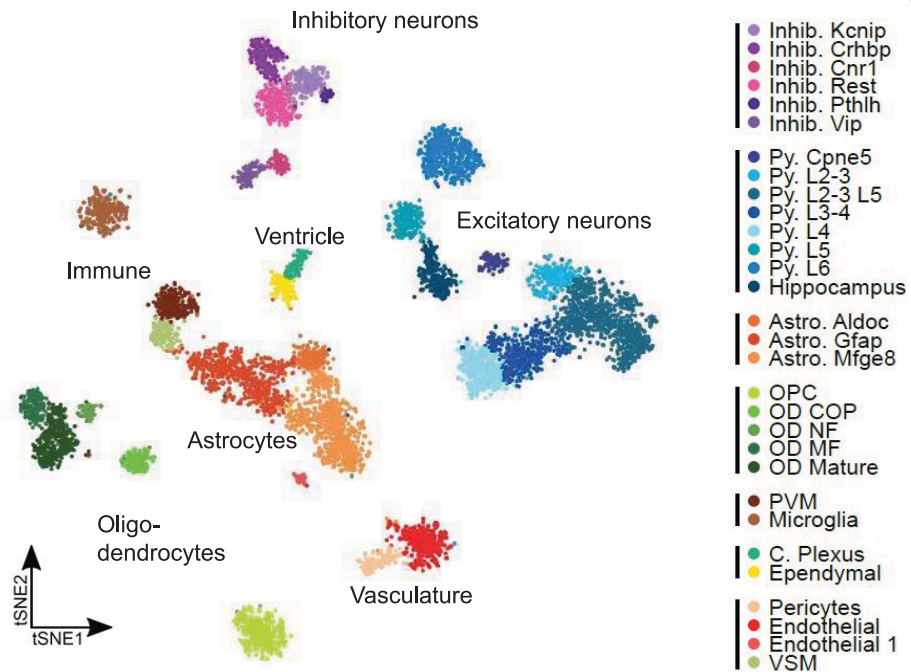 Inhibitory neurons
Ventricle
Excitatory neurons
Immune
Astrocytes
Oligo-
dendrocytes
Vasculature
tSNE2
tSNE1
Inhib. Kcnip
Inhib. Crhbp
Inhib. Cnr1
Inhib. Rest
Inhib. Pthlh
Inhib. Vip
Py. Cpne5
Py. L2-3
Py. L2-3 L5
Py. L3-4
Py. L4
Py. L5
Py. L6
Hippocampus
Astro. Aldoc
Astro. Gfap
Astro. Mfge8
OPC
OD COP
OD NF
OD MF
OD Mature
PVM
Microglia
C. Plexus
Ependymal
Pericytes
Endothelial
Endothelial 1
VSM